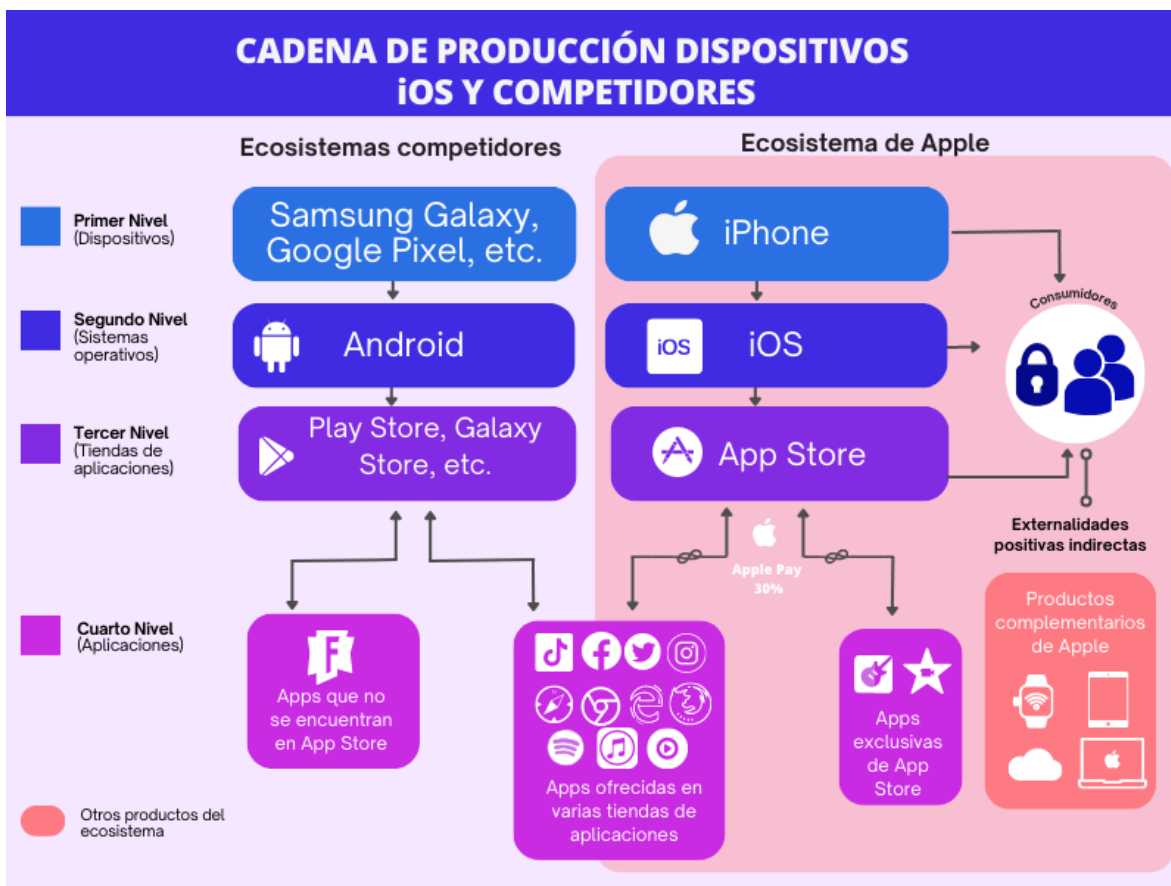 CADENA DE PRODUCCIÓN DISPOSITIVOS
iOS Y COMPETIDORES
Ecosistemas competidores
Ecosistema de Apple
Primer Nivel
(Dispositivos)
Samsung Galaxy,
Google Pixel, etc.
iPhone
Consumidores
Segundo Nivel
(Sistemas
operativos)
Android
iOS
iOS
Tercer Nivel
(Tiendas de
aplicaciones)
Play Store, Galaxy
Store, etc.
App Store
Externalidades
positivas indirectas
Apple Pay
30%
Cuarto Nivel
(Aplicaciones)
Apps que no
se encuentran
en App Store
Apps ofrecidas en
varias tiendas de
aplicaciones
Apps
exclusivas
de App
Store
Productos
complementarios
de Apple
Otros productos del
ecosistema